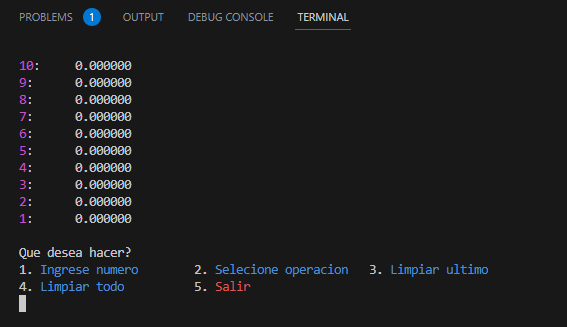 PROBLEMS 1 OUTPUT DEBUG CONSOLE TERMINAL
10: 0.000000
9: 0.000000
8: 0.000000
7: 0.000000
6: 0.000000
5: 0.000000
4: 0.000000
3: 0.000000
2: 0.000000
1: 0.000000
Que desea hacer?
1. Ingrese numero 2. Selecione operacion 3. Limpiar ultimo
4. Limpiar todo 5. Salir